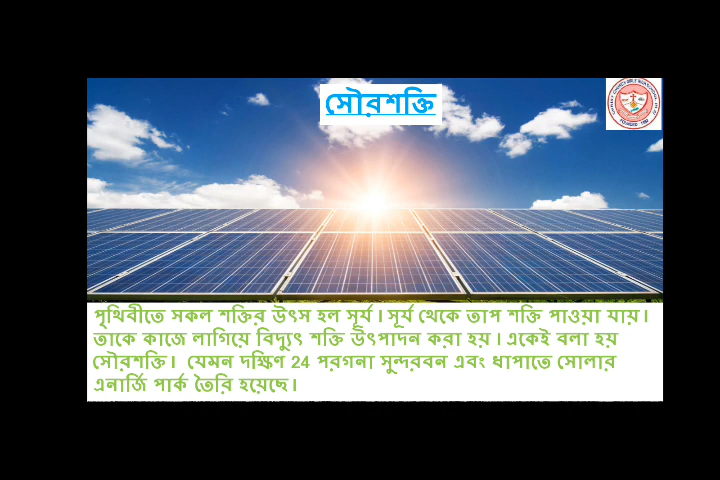 সৌরশক্তি
পৃথিবীতে সকল শক্তির উৎস হল সূর্য। সূর্য থেকে তাপ শক্তি পাওয়া যায়।
তাকে কাজে লাগিয়ে বিদ্যুৎ শক্তি উৎপাদন করা হয়। একেই বলা হয়
সৌরশক্তি। যেমন দক্ষিণ 24 পরগনা সুন্দরবন এবং ধাপাতে সোলার
এনার্জি পার্ক তৈরি হয়েছে।